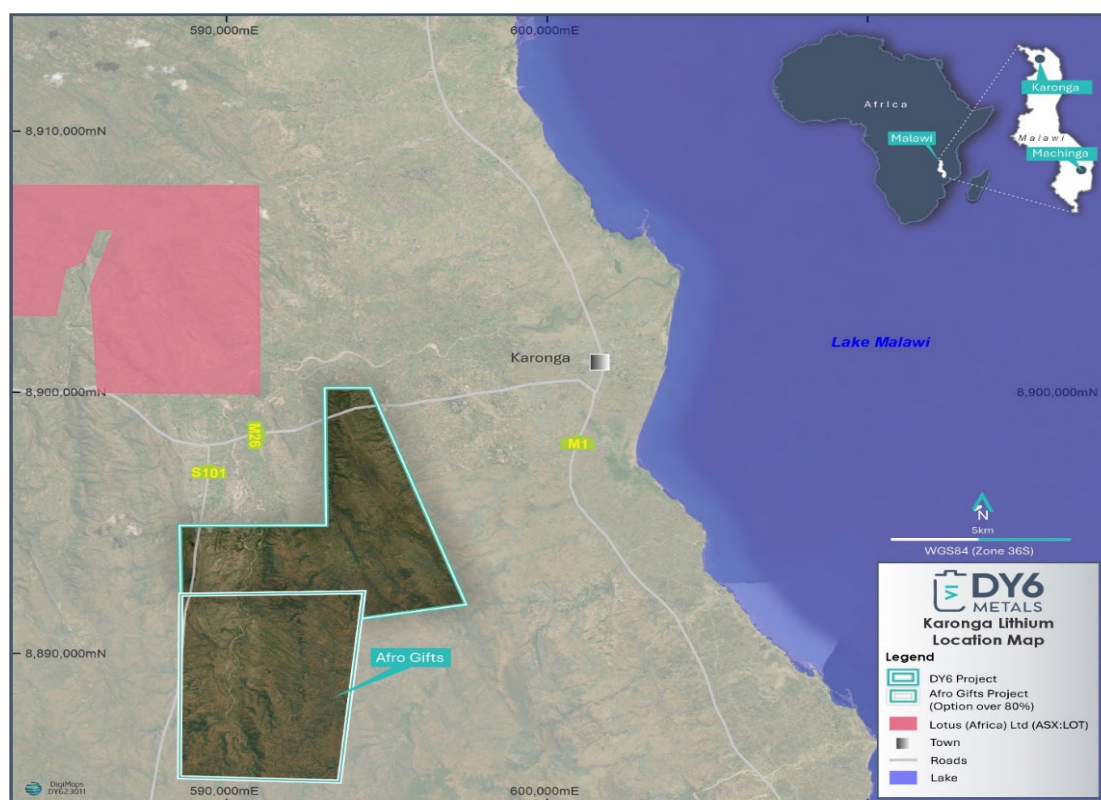 590,000mE
600,000mE
8,910,000mN
Africa
Malawi
Karonga
Malawi
Machinga
Karonga
Lake Malawi
8,900,000mN
8,900,000mN
M26
M1
S101
N
5km
WGS84 (Zone 36S)
DY6
METALS
Karonga Lithium
Location Map
Legend
DY6 Project
Afro Gifts Project
(Option over 80%)
Lotus (Africa) Ltd (ASX:LOT)
Town
Roads
Lake
8,890,000mN
Afro Gifts
DigiMaps
DY623011
590,000mE
600,000mE